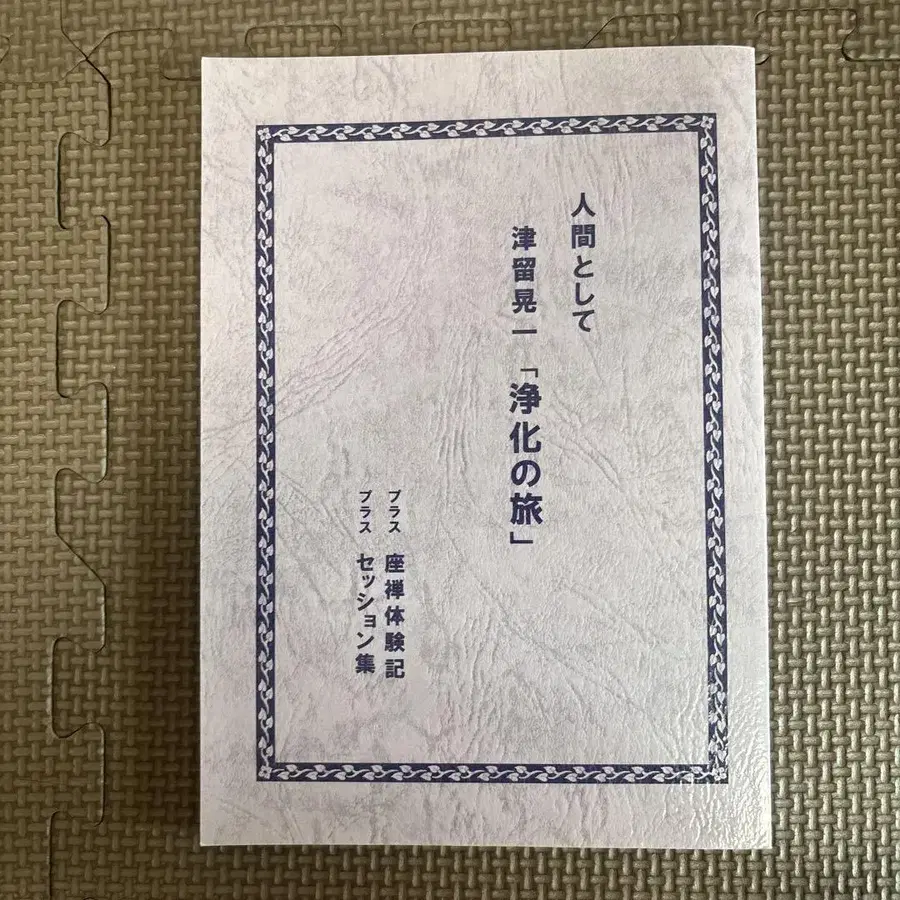 人間として
津留晃一「浄化の旅」
プラス 座禅体験記
プラス セッション集